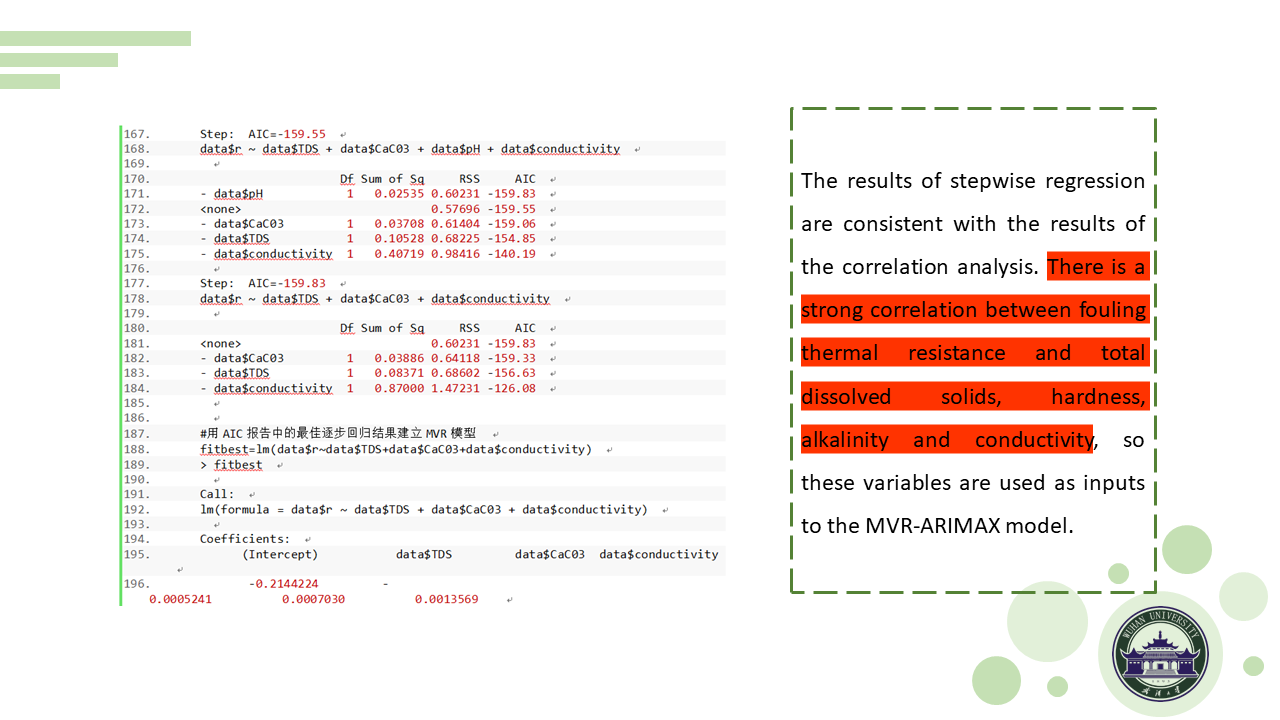 167. Step: AIC=-159.55 ↵
168. data$r ~ data$TDS + data$CaCO3 + data$pH + data$conductivity ↵
169. ↵
170. Df Sum of Sq RSS AIC ↵
171. - data$pH 1 0.02535 0.60231 -159.83 ↵
172. <none> 0.57696 -159.55 ↵
173. - data$CaCO3 1 0.03708 0.61404 -159.06 ↵
174. - data$TDS 1 0.10528 0.68225 -154.85 ↵
175. - data$conductivity 1 0.40719 0.98416 -140.19 ↵
176. ↵
177. Step: AIC=-159.83 ↵
178. data$r ~ data$TDS + data$CaCO3 + data$conductivity ↵
179. ↵
180. Df Sum of Sq RSS AIC ↵
181. <none> 0.60231 -159.83 ↵
182. - data$CaCO3 1 0.03886 0.64118 -159.33 ↵
183. - data$TDS 1 0.08371 0.68602 -156.63 ↵
184. - data$conductivity 1 0.87000 1.47231 -126.08 ↵
185. ↵
186. ↵
187. #用 AIC 报告中的最佳逐步回归结果建立 MVR 模型 ↵
188. fitbest=lm(data$r~data$TDS+data$CaCO3+data$conductivity) ↵
189. > fitbest ↵
190. ↵
191. Call: ↵
192. lm(formula = data$r ~ data$TDS + data$CaCO3 + data$conductivity) ↵
193. ↵
194. Coefficients: ↵
195. (Intercept) data$TDS data$CaCO3 data$conductivity
↵
196. -0.2144224 -
0.0005241 0.0007030 0.0013569 ↵
The results of stepwise regression
are consistent with the results of
the correlation analysis. There is a
strong correlation between fouling
thermal resistance and total
dissolved solids, hardness,
alkalinity and conductivity, so
these variables are used as inputs
to the MVR-ARIMAX model.
WUHAN UNIVERSITY
武汉大学